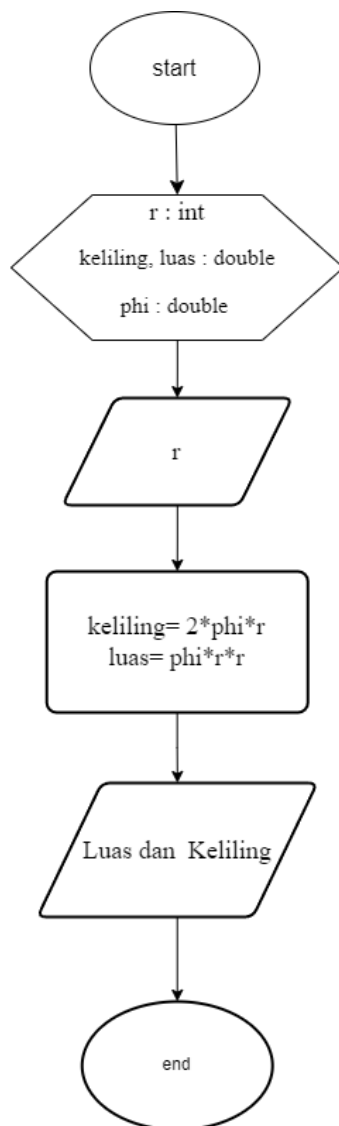 start
r : int
keliling, luas : double
phi : double
r
keliling= 2*phi*r
luas= phi*r*r
Luas dan Keliling
end